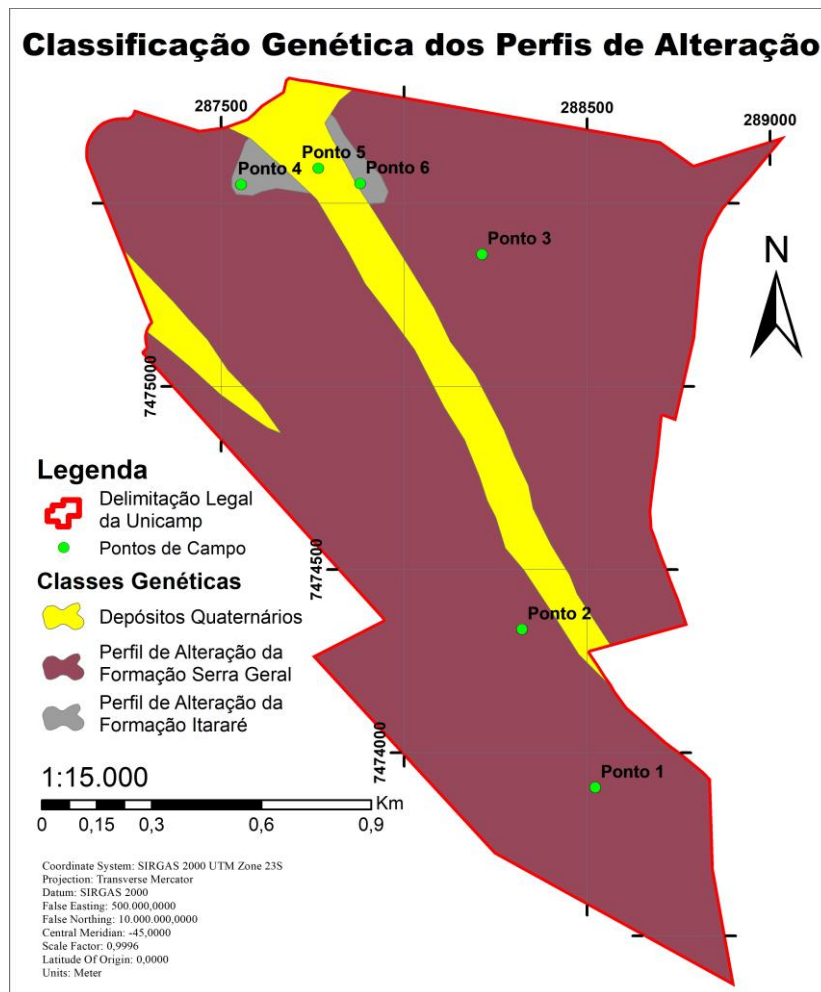 Classificação Genética dos Perfis de Alteração
287500
288500
289000
Ponto 5
Ponto 4
Ponto 6
Ponto 3
N
7475000
Legenda
Delimitação Legal
da Unicamp
Pontos de Campo
7474500
Classes Genéticas
Depósitos Quaternários
Ponto 2
Perfil de Alteração da
Formação Serra Geral
Perfil de Alteração da
Formação Itararé
7474000
Ponto 1
1:15.000
Km
0 0,15 0,3 0,6 0,9
Coordinate System: SIRGAS 2000 UTM Zone 23S
Projection: Transverse Mercator
Datum: SIRGAS 2000
False Easting: 500.000,0000
False Northing: 10.000.000,0000
Central Meridian: -45,0000
Scale Factor: 0,9996
Latitude Of Origin: 0,0000
Units: Meter